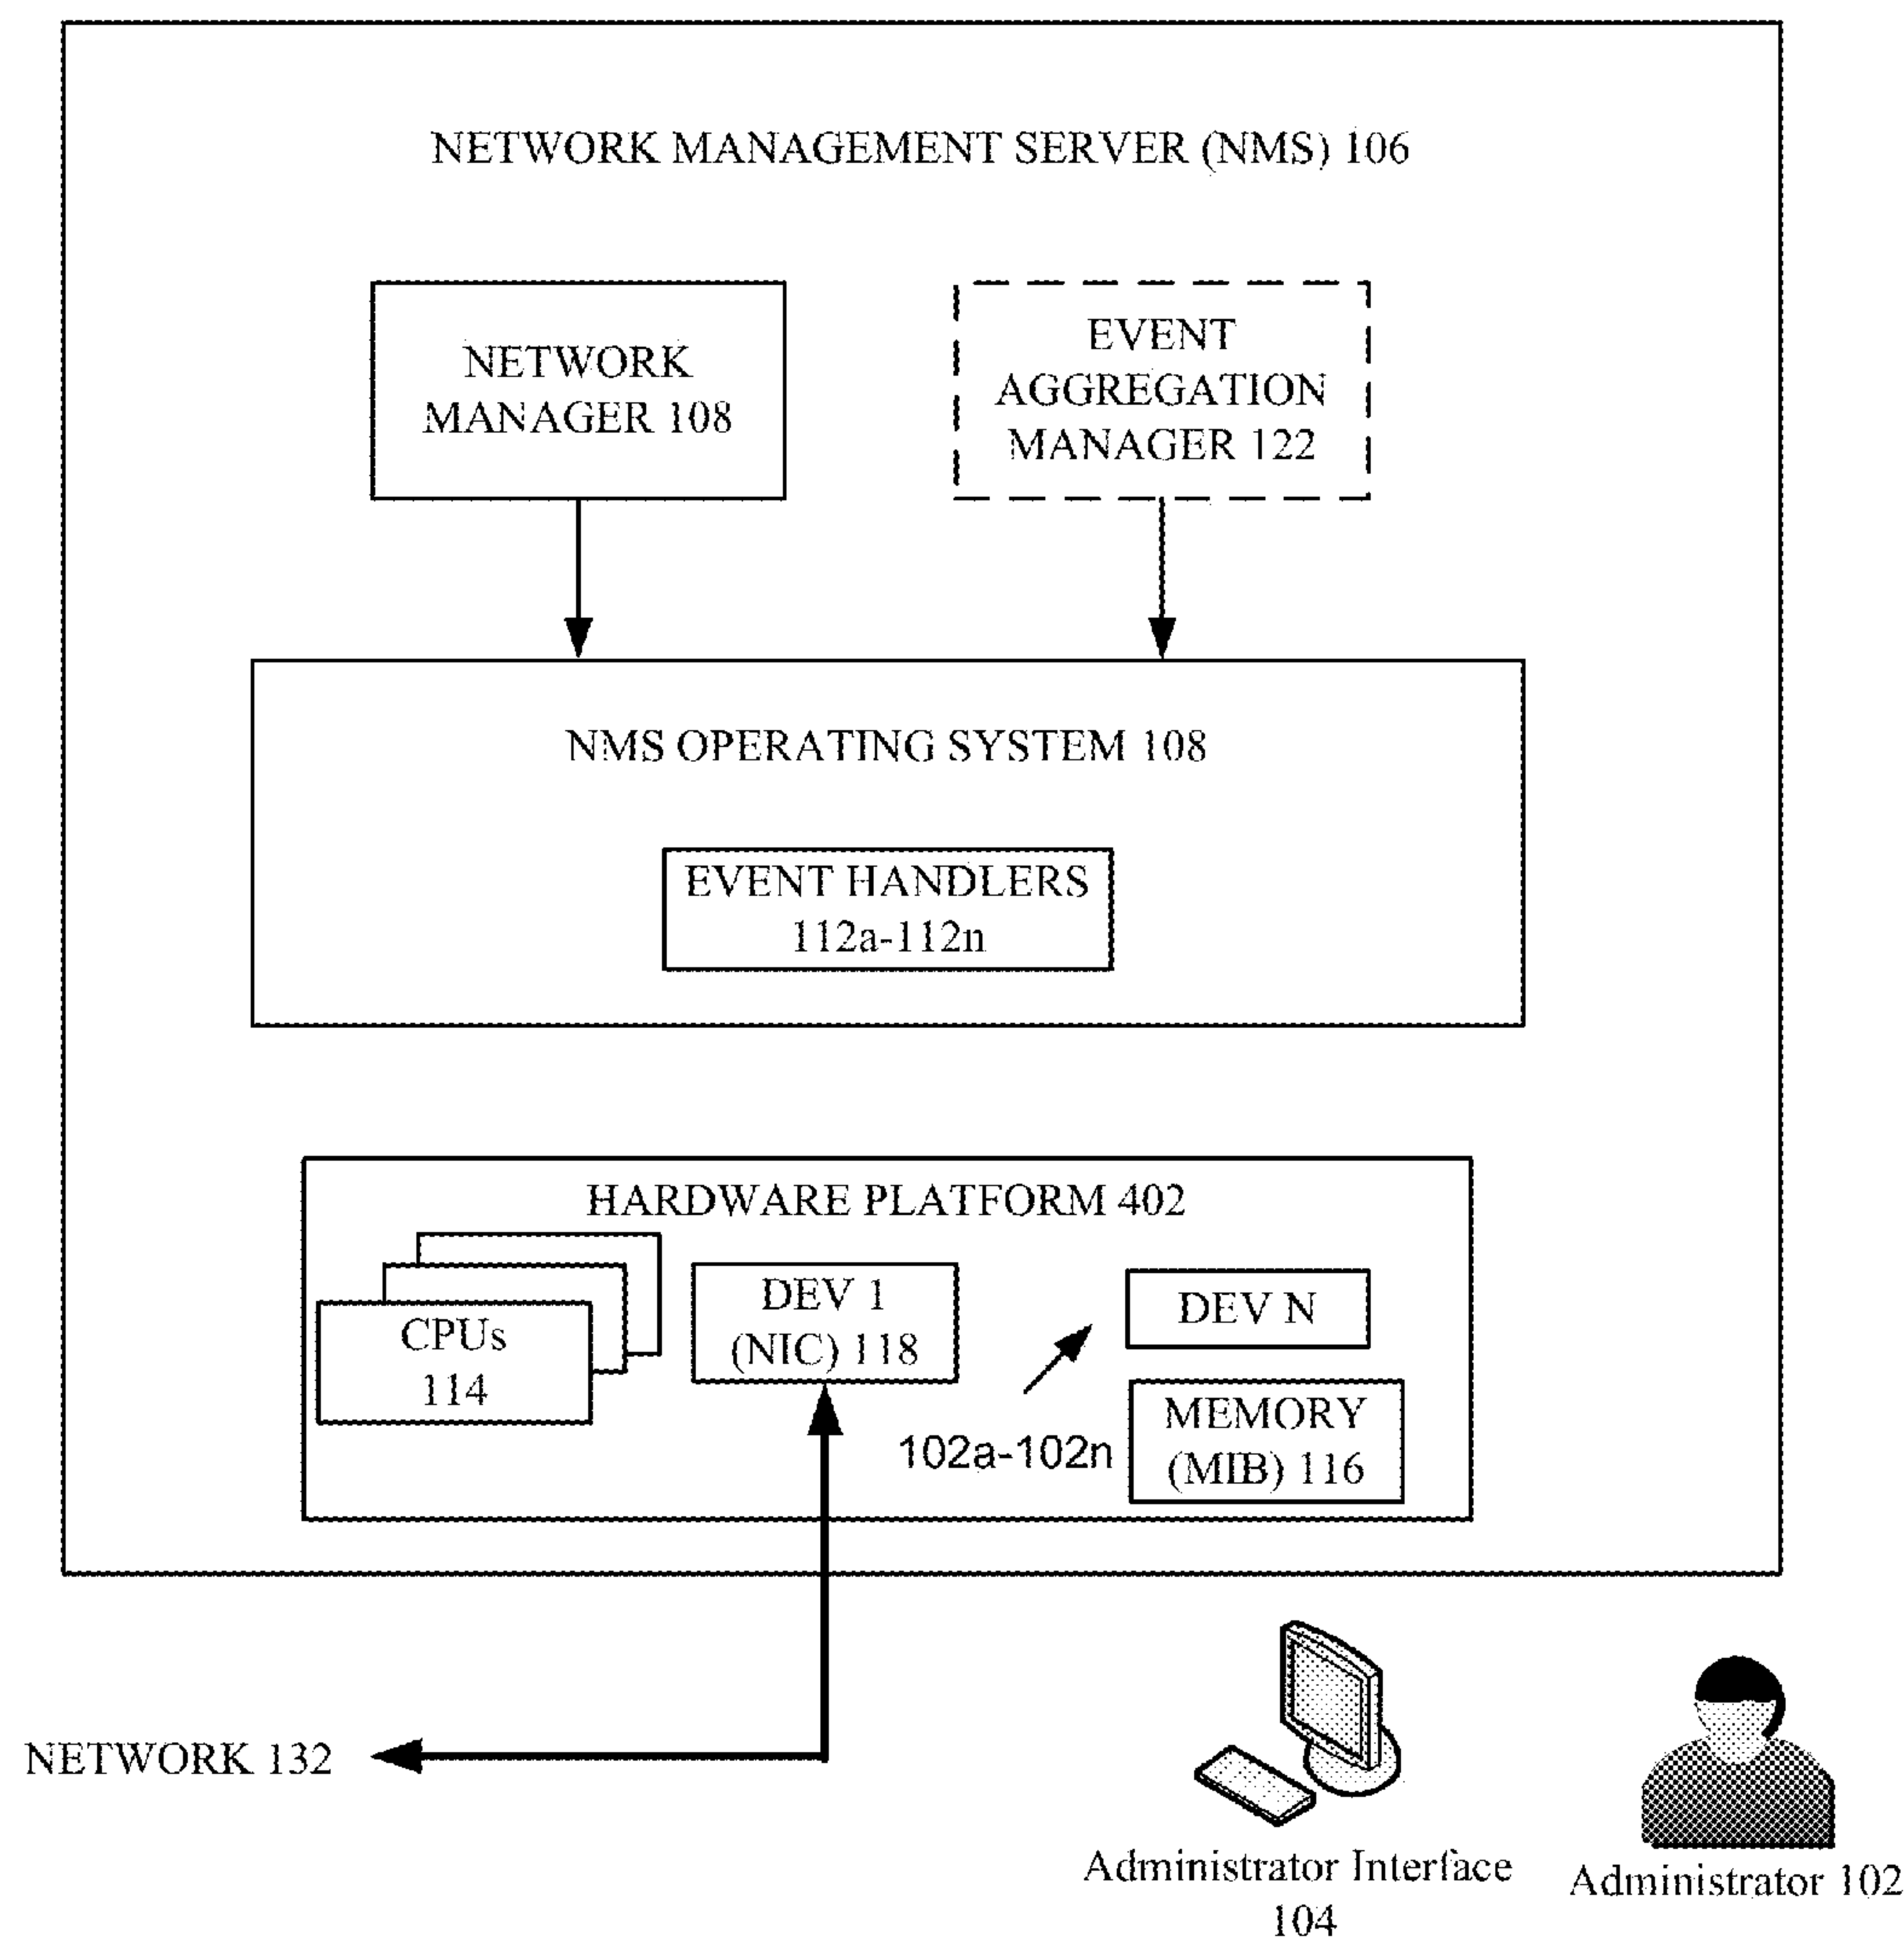 NETWORK MANAGEMENT SERVER (NMS) 106
NETWORK
MANAGER 108
EVENT
AGGREGATION
MANAGER 122
NMS OPERATING SYSTEM 108
EVENT HANDLERS
112a-112n
HARDWARE PLATFORM 402
CPUs
114
DEV 1
(NIC) 118
102a-102n
DEV N
MEMORY
(MIB) 116
NETWORK 132
Administrator Interface
104
Administrator 102